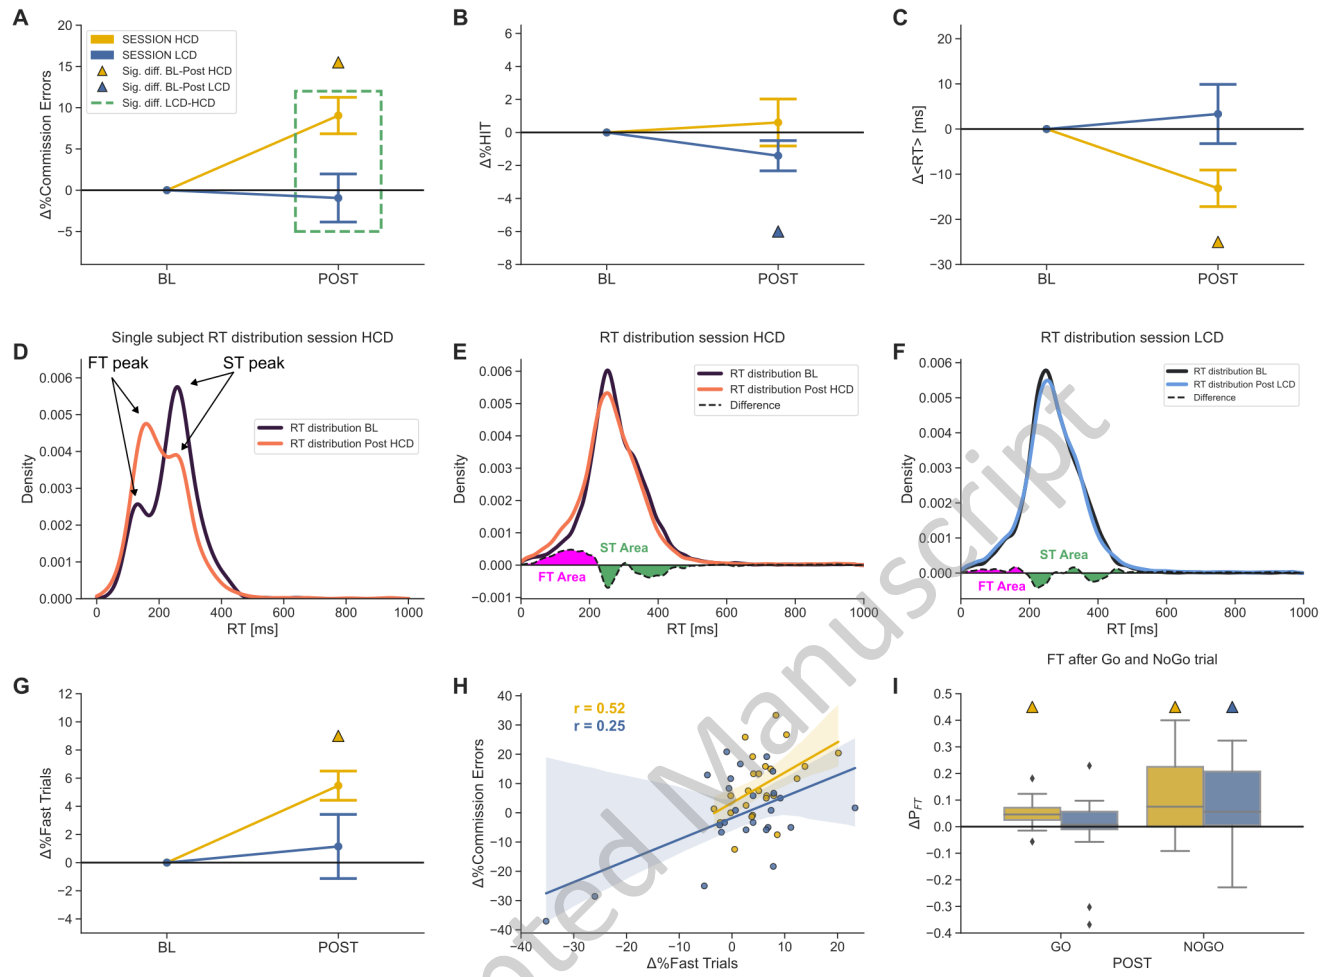 A
20
15
10
5
0
−5
Δ%Commission Errors
SESSION HCD
SESSION LCD
Sig. diff. BL-Post HCD
Sig. diff. BL-Post LCD
Sig. diff. LCD-HCD
BL
POST
B
6
4
2
0
−2
−4
−6
−8
Δ%HIT
BL
POST
C
20
10
0
−10
−20
−30
Δ<RT> [ms]
BL
POST
D
Single subject RT distribution session HCD
FT peak
ST peak
0.006
0.005
0.004
0.003
0.002
0.001
0.000
Density
RT distribution BL
RT distribution Post HCD
0
200
400
600
800
1000
RT [ms]
E
RT distribution session HCD
0.006
0.005
0.004
0.003
0.002
0.001
0.000
−0.001
Density
RT distribution BL
RT distribution Post HCD
Difference
ST Area
FT Area
0
200
400
600
800
1000
RT [ms]
F
RT distribution session LCD
0.006
0.005
0.004
0.003
0.002
0.001
0.000
Density
RT distribution BL
RT distribution Post LCD
Difference
ST Area
FT Area
0
200
400
600
800
1000
RT [ms]
G
12
10
8
6
4
2
0
−2
−4
Δ%Fast Trials
BL
POST
H
40
30
20
10
0
−10
−20
−30
−40
Δ%Commission Errors
r = 0.52
r = 0.25
−40
−30
−20
−10
0
10
20
Δ%Fast Trials
I
FT after Go and NoGo trial
0.5
0.4
0.3
0.2
0.1
0.0
−0.1
−0.2
−0.3
−0.4
ΔP_FT
GO
NOGO
POST
pted Manuscript